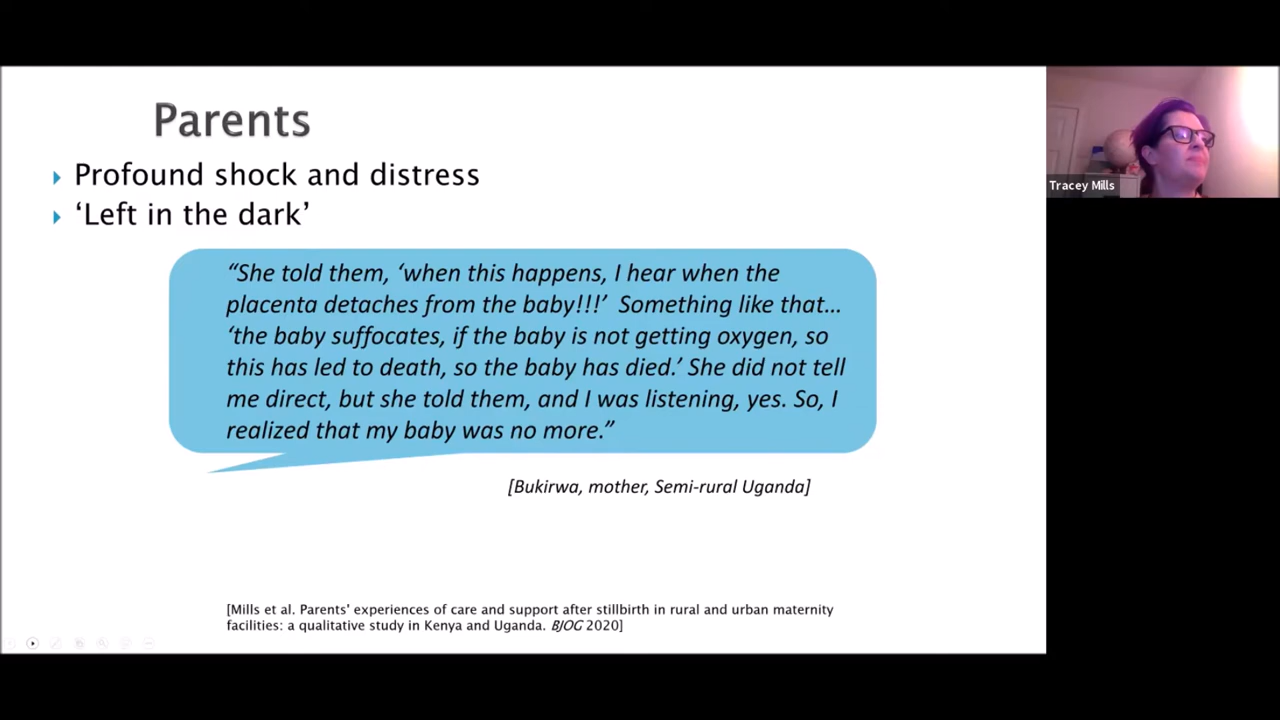 Parents
Profound shock and distress
‘Left in the dark’
“She told them, ‘when this happens, I hear when the
placenta detaches from the baby!!!’ Something like that…
‘the baby suffocates, if the baby is not getting oxygen, so
this has led to death, so the baby has died.’ She did not tell
me direct, but she told them, and I was listening, yes. So, I
realized that my baby was no more.”
[Bukirwa, mother, Semi-rural Uganda]
[Mills et al. Parents' experiences of care and support after stillbirth in rural and urban maternity
facilities: a qualitative study in Kenya and Uganda. BJOG 2020]
Tracey Mills